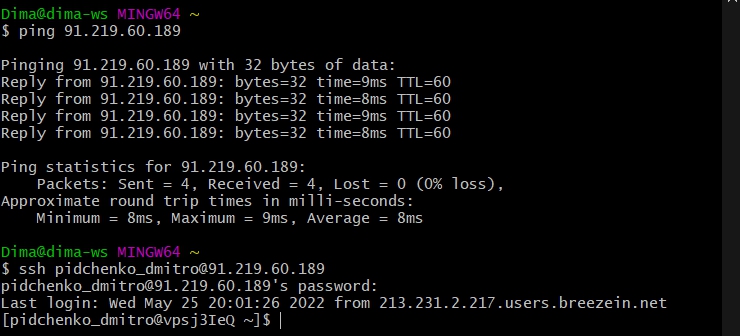 Dima@dima-ws MINGW64 ~
$ ping 91.219.60.189
Pinging 91.219.60.189 with 32 bytes of data:
Reply from 91.219.60.189: bytes=32 time=9ms TTL=60
Reply from 91.219.60.189: bytes=32 time=8ms TTL=60
Reply from 91.219.60.189: bytes=32 time=9ms TTL=60
Reply from 91.219.60.189: bytes=32 time=8ms TTL=60
Ping statistics for 91.219.60.189:
    Packets: Sent = 4, Received = 4, Lost = 0 (0% loss),
Approximate round trip times in milli-seconds:
    Minimum = 8ms, Maximum = 9ms, Average = 8ms
Dima@dima-ws MINGW64 ~
$ ssh pidchenko_dmitro@91.219.60.189
pidchenko_dmitro@91.219.60.189's password:
Last login: Wed May 25 20:01:26 2022 from 213.231.2.217.users.breezein.net
[pidchenko_dmitro@vpsj3IeQ ~]$